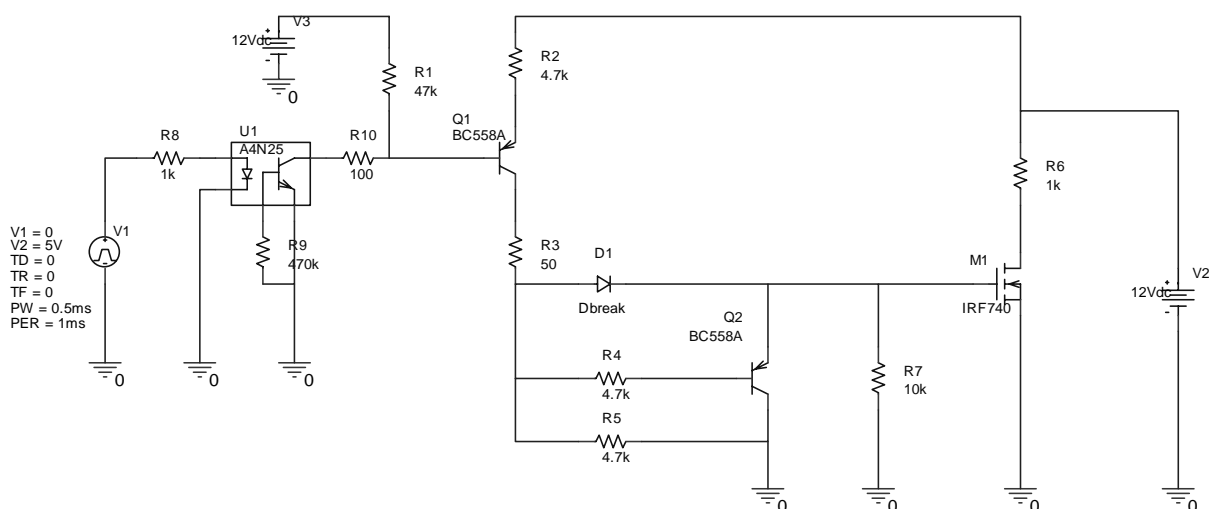 V3
12Vdc
0
R1
47k
R2
4.7k
Q1
BC558A
U1
A4N25
R8
1k
R10
100
R6
1k
V1
V1 = 0
V2 = 5V
TD = 0
TR = 0
TF = 0
PW = 0.5ms
PER = 1ms
R9
470k
R3
50
D1
Dbreak
M1
IRF740
V2
12Vdc
Q2
BC558A
R4
4.7k
R7
10k
R5
4.7k
0
0
0
0
0
0
0